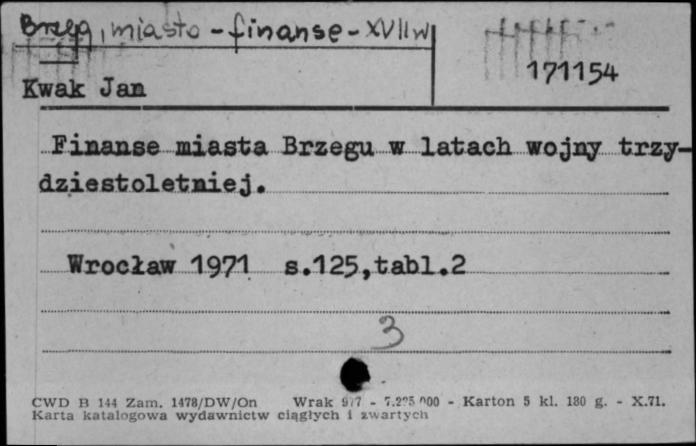 Brzeg, miasto - finanse - XVII w
171154
Kwak Jan
Finanse miasta Brzegu w latach wojny trzy-
dziestoletniej.
Wrocław 1971 s.125,tabl.2
3
CWD B 144 Zam. 1478/DW/On Wrak - Karton 5 kl. 180 g. - X.71.
Karta katalogowa wydawnictw ciągłych i zwartych